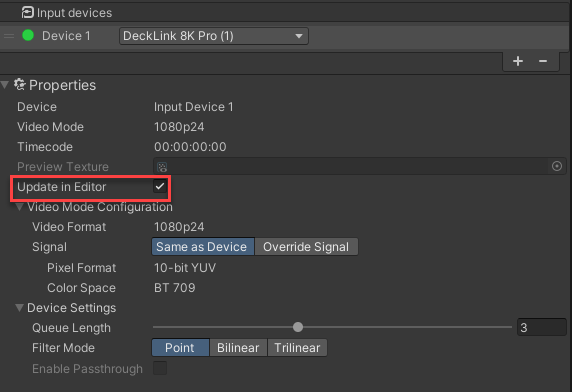 Input devices
Device 1 DeckLink 8K Pro (1)
+ −
Properties
Device Input Device 1
Video Mode 1080p24
Timecode 00:00:00:00
Preview Texture
Update in Editor
Video Mode Configuration
Video Format 1080p24
Signal Same as Device Override Signal
Pixel Format 10-bit YUV
Color Space BT 709
Device Settings
Queue Length 3
Filter Mode Point Bilinear Trilinear
Enable Passthrough